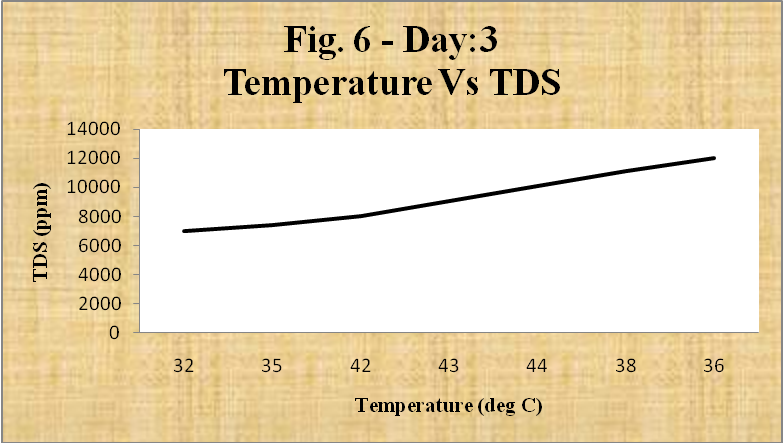 Fig. 6 - Day:3
Temperature Vs TDS
14000
12000
10000
8000
6000
4000
2000
0
TDS (ppm)
32 35 42 43 44 38 36
Temperature (deg C)